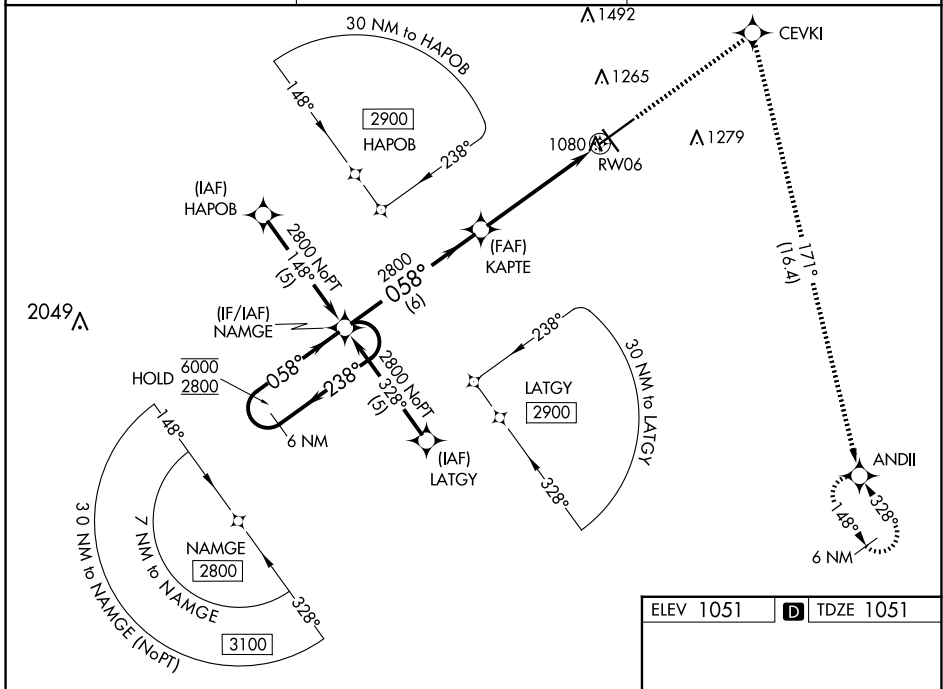 1492
CEVKI
30 NM to HAPOB
1265
148°
2900
HAPOB
238°
1279
1080
RW06
(IAF)
HAPOB
2800 NoPT
148°
(5)
(FAF)
KAPTE
2800
058°
(6)
171°
(16.4)
2049
(IF/IAF)
NAMGE
HOLD
6000
2800
058°
238°
6 NM
2800 NoPT
328°
(5)
(IAF)
LATGY
238°
LATGY
2900
328°
30 NM to LATGY
ANDII
148°
328°
6 NM
148°
NAMGE
2800
7 NM to NAMGE
328°
3100
30 NM to NAMGE (NoPT)
ELEV 1051 D TDZE 1051